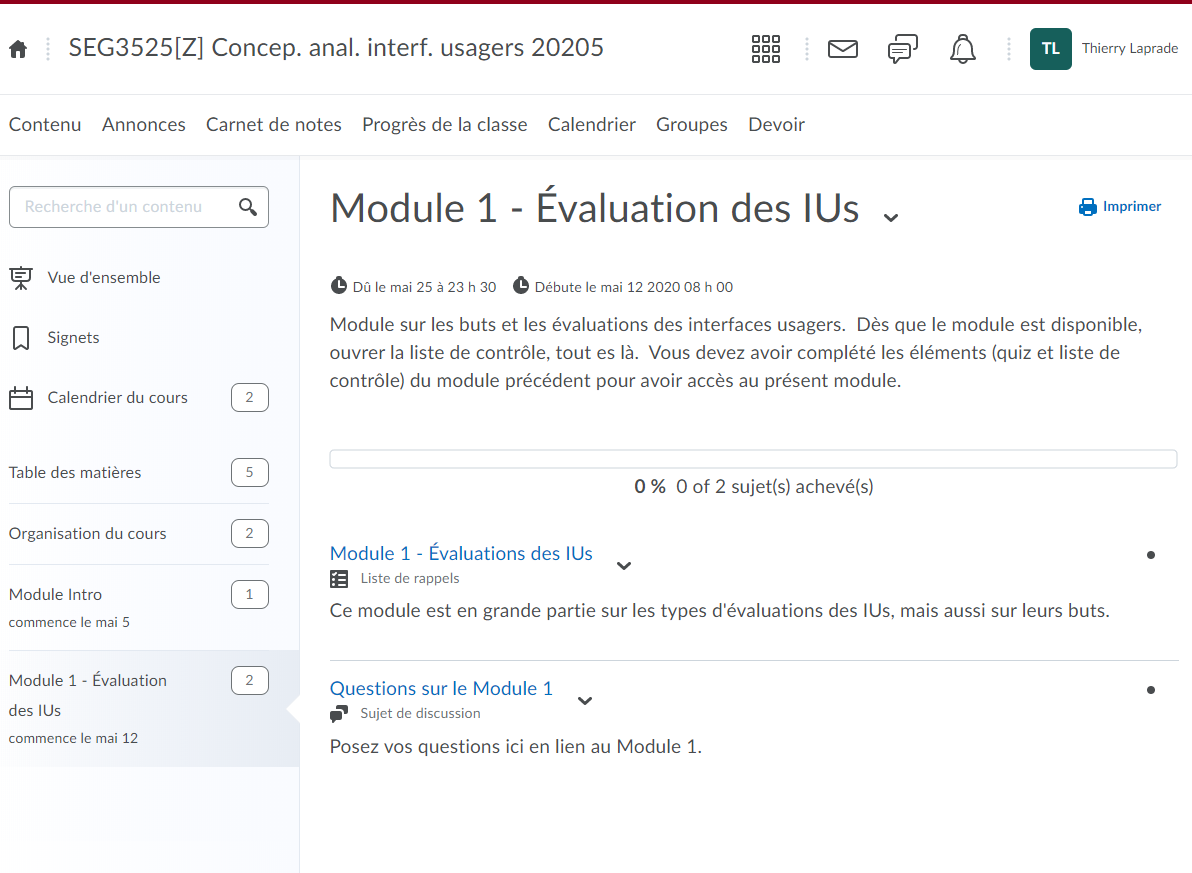 SEG3525[Z] Concep. anal. interf. usagers 20205
TL
Thierry Laprade
Contenu Annonces Carnet de notes Progrès de la classe Calendrier Groupes Devoir
Recherche d'un contenu
Vue d'ensemble
Signets
Calendrier du cours 2
Table des matières 5
Organisation du cours 2
Module Intro 1
commence le mai 5
Module 1 - Évaluation 2
des IUs
commence le mai 12
Module 1 - Évaluation des IUs
Imprimer
Dû le mai 25 à 23 h 30 Débute le mai 12 2020 08 h 00
Module sur les buts et les évaluations des interfaces usagers. Dès que le module est disponible,
ouvrer la liste de contrôle, tout es là. Vous devez avoir complété les éléments (quiz et liste de
contrôle) du module précédent pour avoir accès au présent module.
0 % 0 of 2 sujet(s) achevé(s)
Module 1 - Évaluations des IUs
Liste de rappels
Ce module est en grande partie sur les types d'évaluations des IUs, mais aussi sur leurs buts.
Questions sur le Module 1
Sujet de discussion
Posez vos questions ici en lien au Module 1.